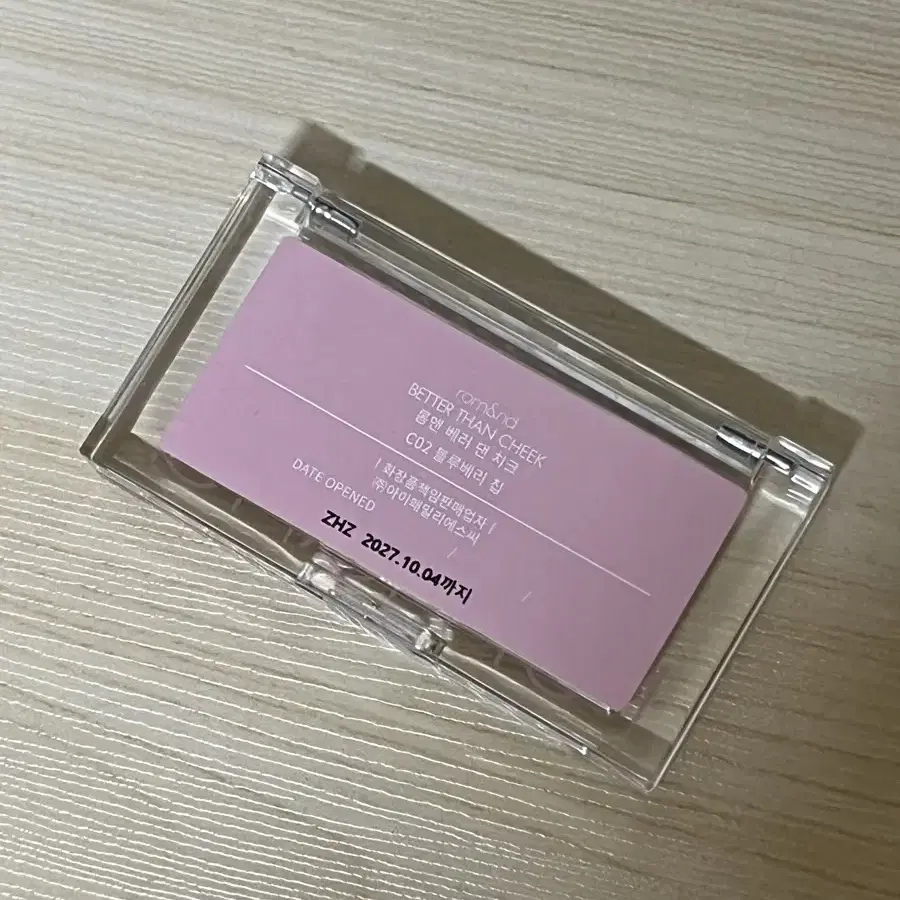 rom&nd
BETTER THAN CHEEK
롬앤 베러 댄 치크
C02 블루베리 칩
| 화장품책임판매업자 |
㈜아이패밀리에스씨
DATE OPENED / /
ZHZ 2027.10.04까지